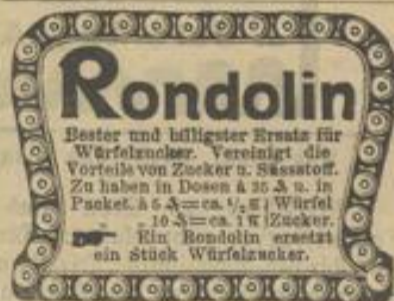 Rondolin
Bester und billigster Ersatz für
Würfelzucker. Vereinigt die
Vorteile von Zucker u. Süssstoff.
Zu haben in Dosen à 25 ₰ u. in
Packet. à 5 ₰ = ca. ½ ℔ Würfel
" 10 ₰ = ca. 1 ℔ Zucker.
Ein Rondolin ersetzt
ein Stück Würfelzucker.